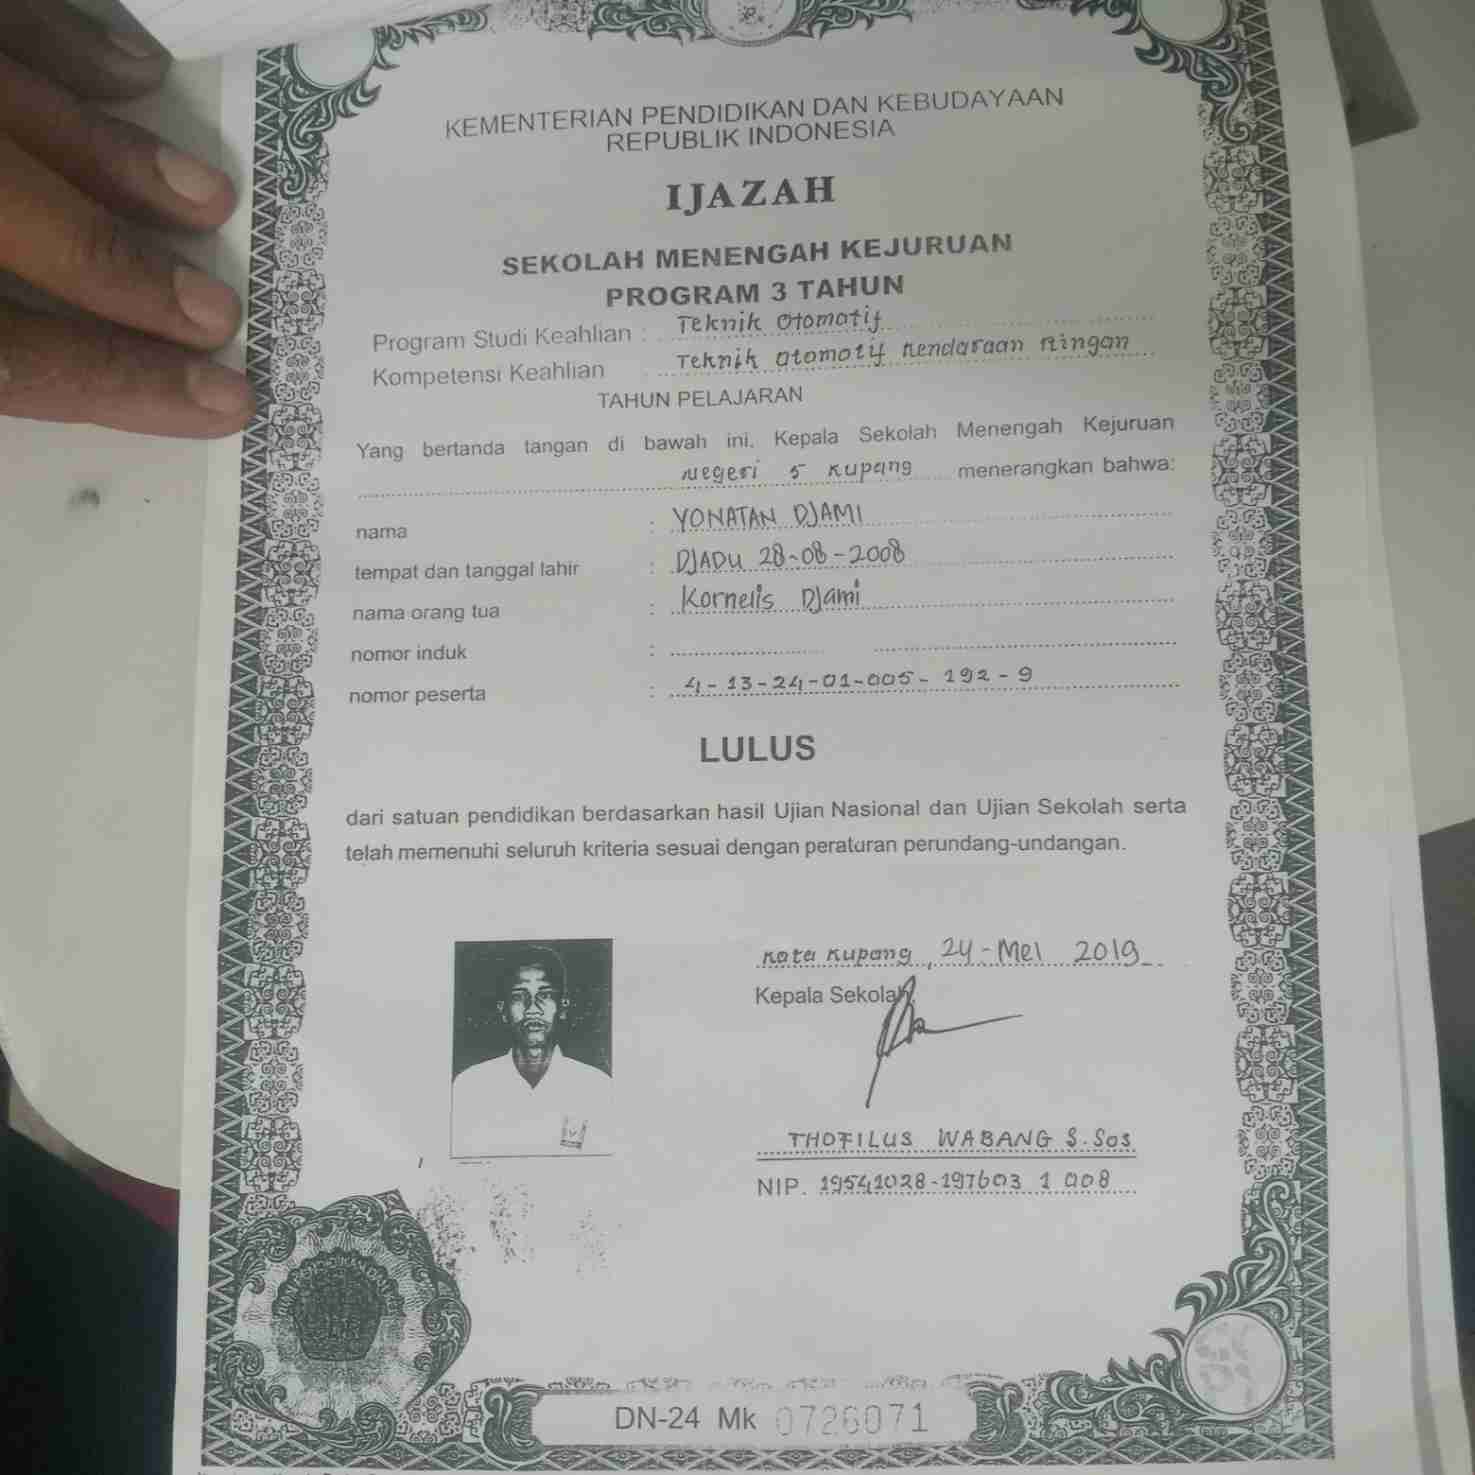 KEMENTERIAN PENDIDIKAN DAN KEBUDAYAAN
REPUBLIK INDONESIA
IJAZAH
SEKOLAH MENENGAH KEJURUAN
PROGRAM 3 TAHUN
Program Studi Keahlian : Teknik Otomotif
Kompetensi Keahlian Teknik Otomotif Kendaraan Ringan
TAHUN PELAJARAN
Yang bertanda tangan di bawah ini, Kepala Sekolah Menengah Kejuruan
Negeri 5 Kupang menerangkan bahwa:
nama : YONATAN DJAMI
tempat dan tanggal lahir : DJADU 28-08-2008
nama orang tua : Kornelis Djami
nomor induk :
nomor peserta : 4-13-24-01-005-192-9
LULUS
dari satuan pendidikan berdasarkan hasil Ujian Nasional dan Ujian Sekolah serta
telah memenuhi seluruh kriteria sesuai dengan peraturan perundang-undangan.
Kota Kupang, 24-Mei 2019
Kepala Sekolah,
THOFILUS WABANG S.Sos
NIP. 19541028-197603 1 008
DN-24 Mk 0726071